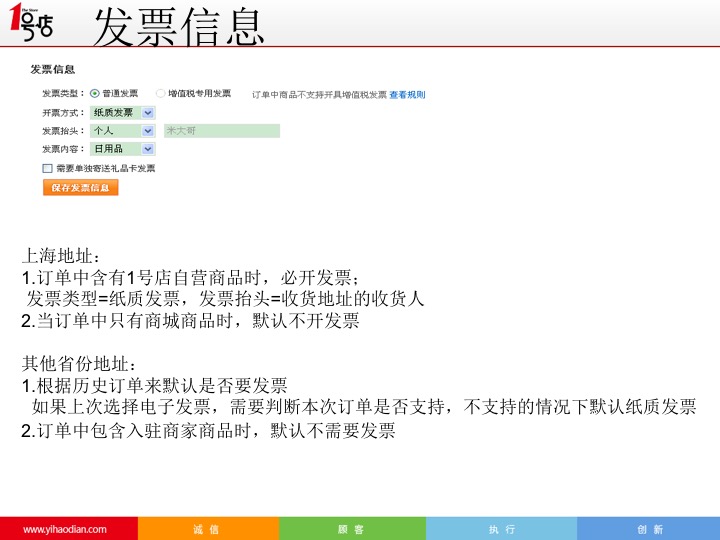 The Store
1号店
发票信息
发票信息
发票类型： 普通发票 增值税专用发票 订单中商品不支持开具增值税发票 查看规则
开票方式： 纸质发票
发票抬头： 个人 米大哥
发票内容： 日用品
需要单独寄送礼品卡发票
保存发票信息
上海地址：
1.订单中含有1号店自营商品时，必开发票；
发票类型=纸质发票，发票抬头=收货地址的收货人
2.当订单中只有商城商品时，默认不开发票
其他省份地址：
1.根据历史订单来默认是否要发票
如果上次选择电子发票，需要判断本次订单是否支持，不支持的情况下默认纸质发票
2.订单中包含入驻商家商品时，默认不需要发票
www.yihaodian.com 诚 信 顾 客 执 行 创 新